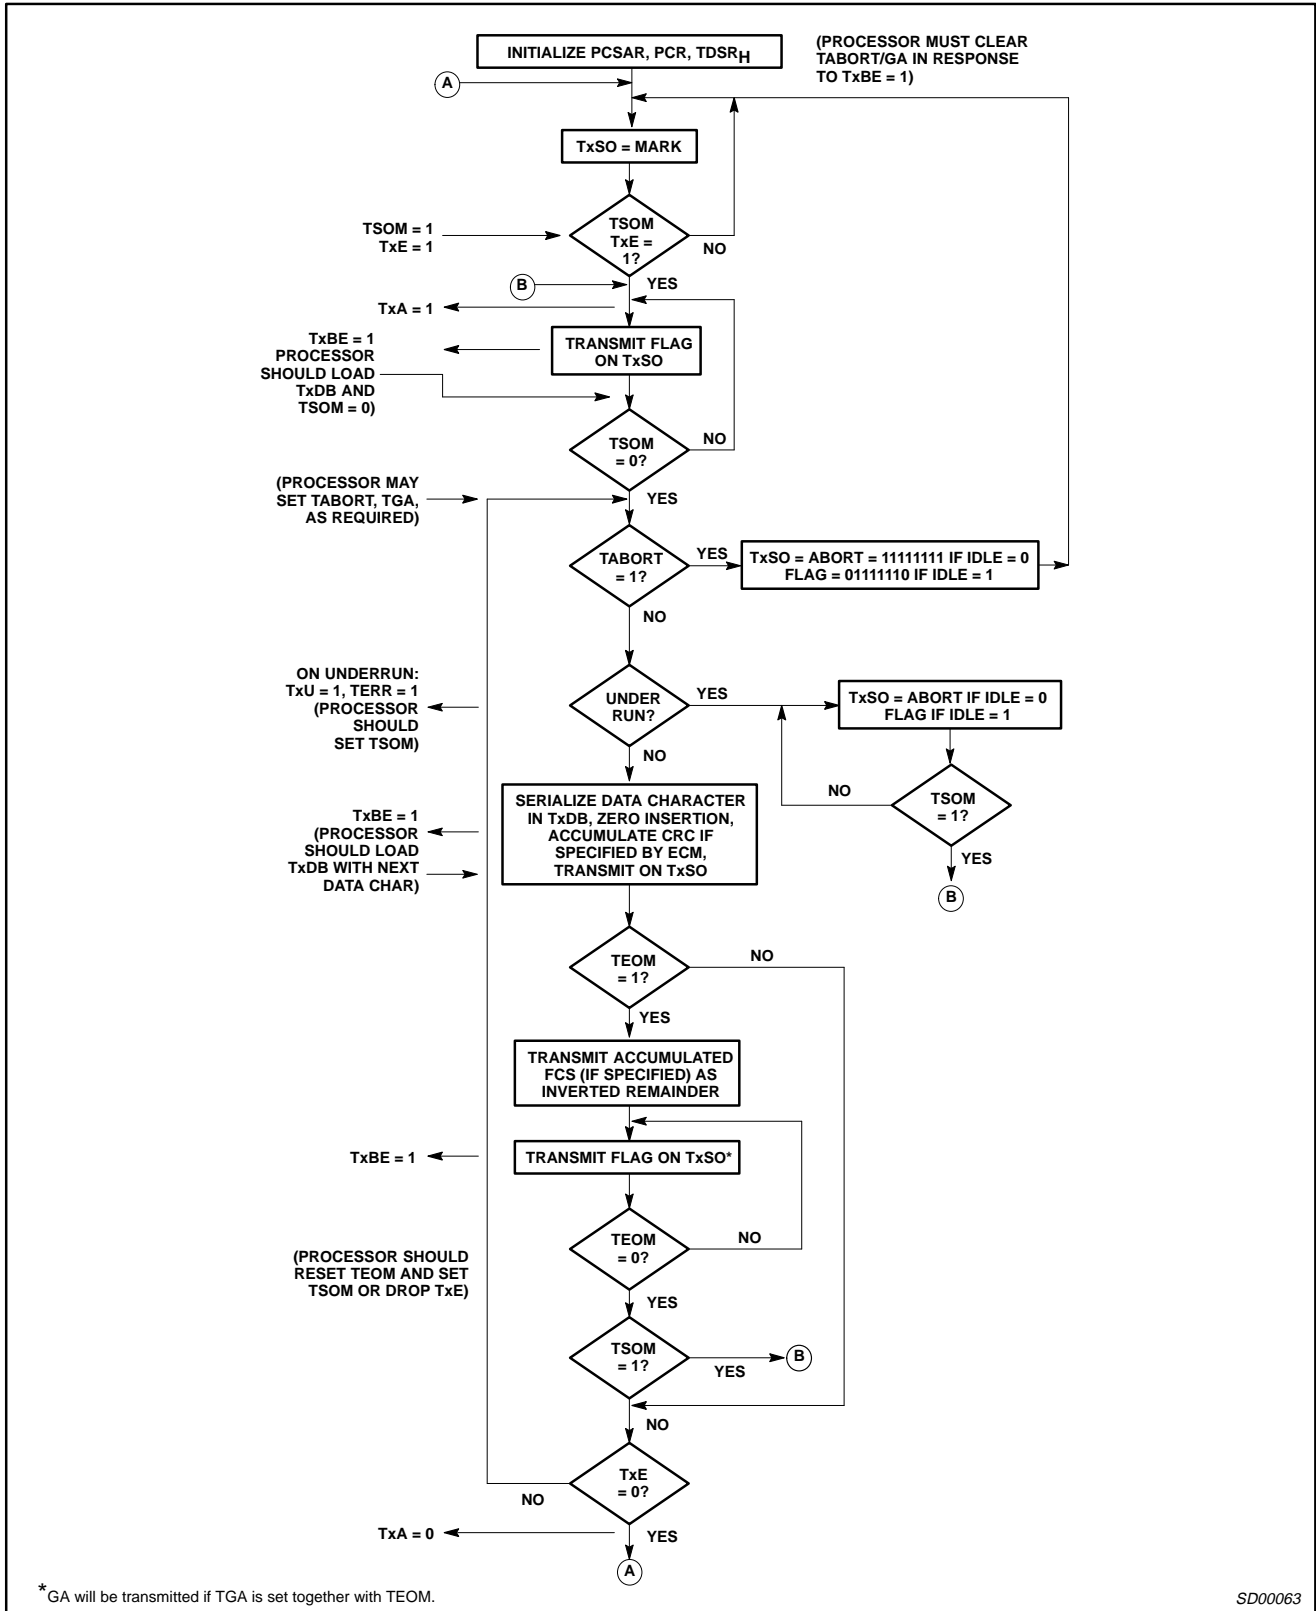 INITIALIZE PCSAR, PCR, TDSRH
(PROCESSOR MUST CLEAR
TABORT/GA IN RESPONSE
TO TxBE = 1)
A
TxSO = MARK
TSOM = 1
TxE = 1
TSOM
TxE =
1?
NO
YES
B
TxA = 1
TxBE = 1
PROCESSOR
SHOULD LOAD
TxDB AND
TSOM = 0)
TRANSMIT FLAG
ON TxSO
TSOM
= 0?
NO
YES
(PROCESSOR MAY
SET TABORT, TGA,
AS REQUIRED)
TABORT
= 1?
YES
TxSO = ABORT = 11111111 IF IDLE = 0
FLAG = 01111110 IF IDLE = 1
NO
ON UNDERRUN:
TxU = 1, TERR = 1
(PROCESSOR
SHOULD
SET TSOM)
UNDER
RUN?
YES
TxSO = ABORT IF IDLE = 0
FLAG IF IDLE = 1
NO
NO
TSOM
= 1?
YES
B
TxBE = 1
(PROCESSOR
SHOULD LOAD
TxDB WITH NEXT
DATA CHAR)
SERIALIZE DATA CHARACTER
IN TxDB, ZERO INSERTION,
ACCUMULATE CRC IF
SPECIFIED BY ECM,
TRANSMIT ON TxSO
TEOM
= 1?
NO
YES
TRANSMIT ACCUMULATED
FCS (IF SPECIFIED) AS
INVERTED REMAINDER
TxBE = 1
TRANSMIT FLAG ON TxSO*
TEOM
= 0?
NO
(PROCESSOR SHOULD
RESET TEOM AND SET
TSOM OR DROP TxE)
YES
TSOM
= 1?
YES
B
NO
TxE
= 0?
NO
TxA = 0
YES
A
*GA will be transmitted if TGA is set together with TEOM.
SD00063